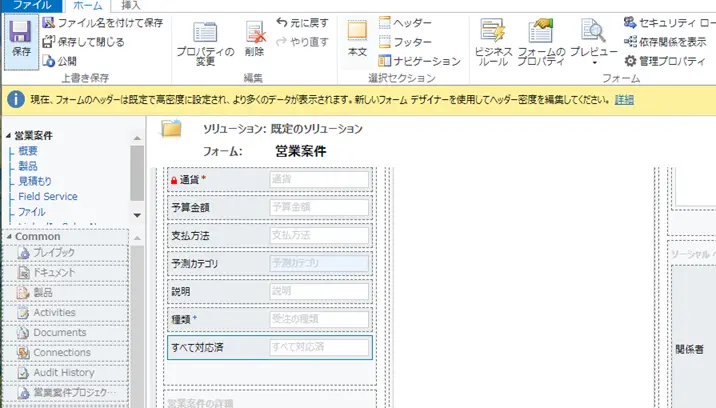 ファイル ホーム 挿入
保存
ファイル名を付けて保存
保存して閉じる
公開
上書き保存
プロパティの変更
削除
元に戻す
やり直す
編集
本文
ヘッダー
フッター
ナビゲーション
選択セクション
ビジネス ルール
フォームの プロパティ
プレビュー
セキュリティ ロー
依存関係を表示
管理プロパティ
フォーム
現在、フォームのヘッダーは既定で高密度に設定され、より多くのデータが表示されます。新しいフォーム デザイナーを使用してヘッダー密度を編集してください。 詳細
営業案件
概要
製品
見積もり
Field Service
ファイル
Common
プレイブック
ドキュメント
製品
Activities
Documents
Connections
Audit History
営業案件プロジェク...
ソリューション: 既定のソリューション
フォーム: 営業案件
通貨* 通貨
予算金額 予算金額
支払方法 支払方法
予測カテゴリ 予測カテゴリ
説明 説明
種類* 受注の種類
すべて対応済 すべて対応済
営業案件の詳細
ソーシャル
関係者